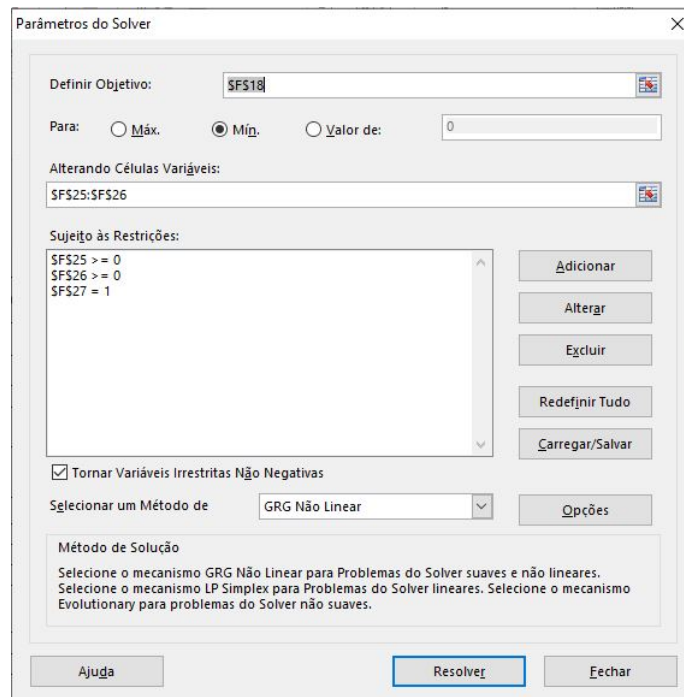 Parâmetros do Solver
Definir Objetivo:
$F$18
Para:
Máx.
Mín.
Valor de:
0
Alterando Células Variáveis:
$F$25:$F$26
Sujeito às Restrições:
$F$25 >= 0
$F$26 >= 0
$F$27 = 1
Adicionar
Alterar
Excluir
Redefinir Tudo
Carregar/Salvar
Tornar Variáveis Irrestritas Não Negativas
Selecionar um Método de
GRG Não Linear
Opções
Método de Solução
Selecione o mecanismo GRG Não Linear para Problemas do Solver suaves e não lineares.
Selecione o mecanismo LP Simplex para Problemas do Solver lineares. Selecione o mecanismo
Evolutionary para problemas do Solver não suaves.
Ajuda
Resolver
Fechar